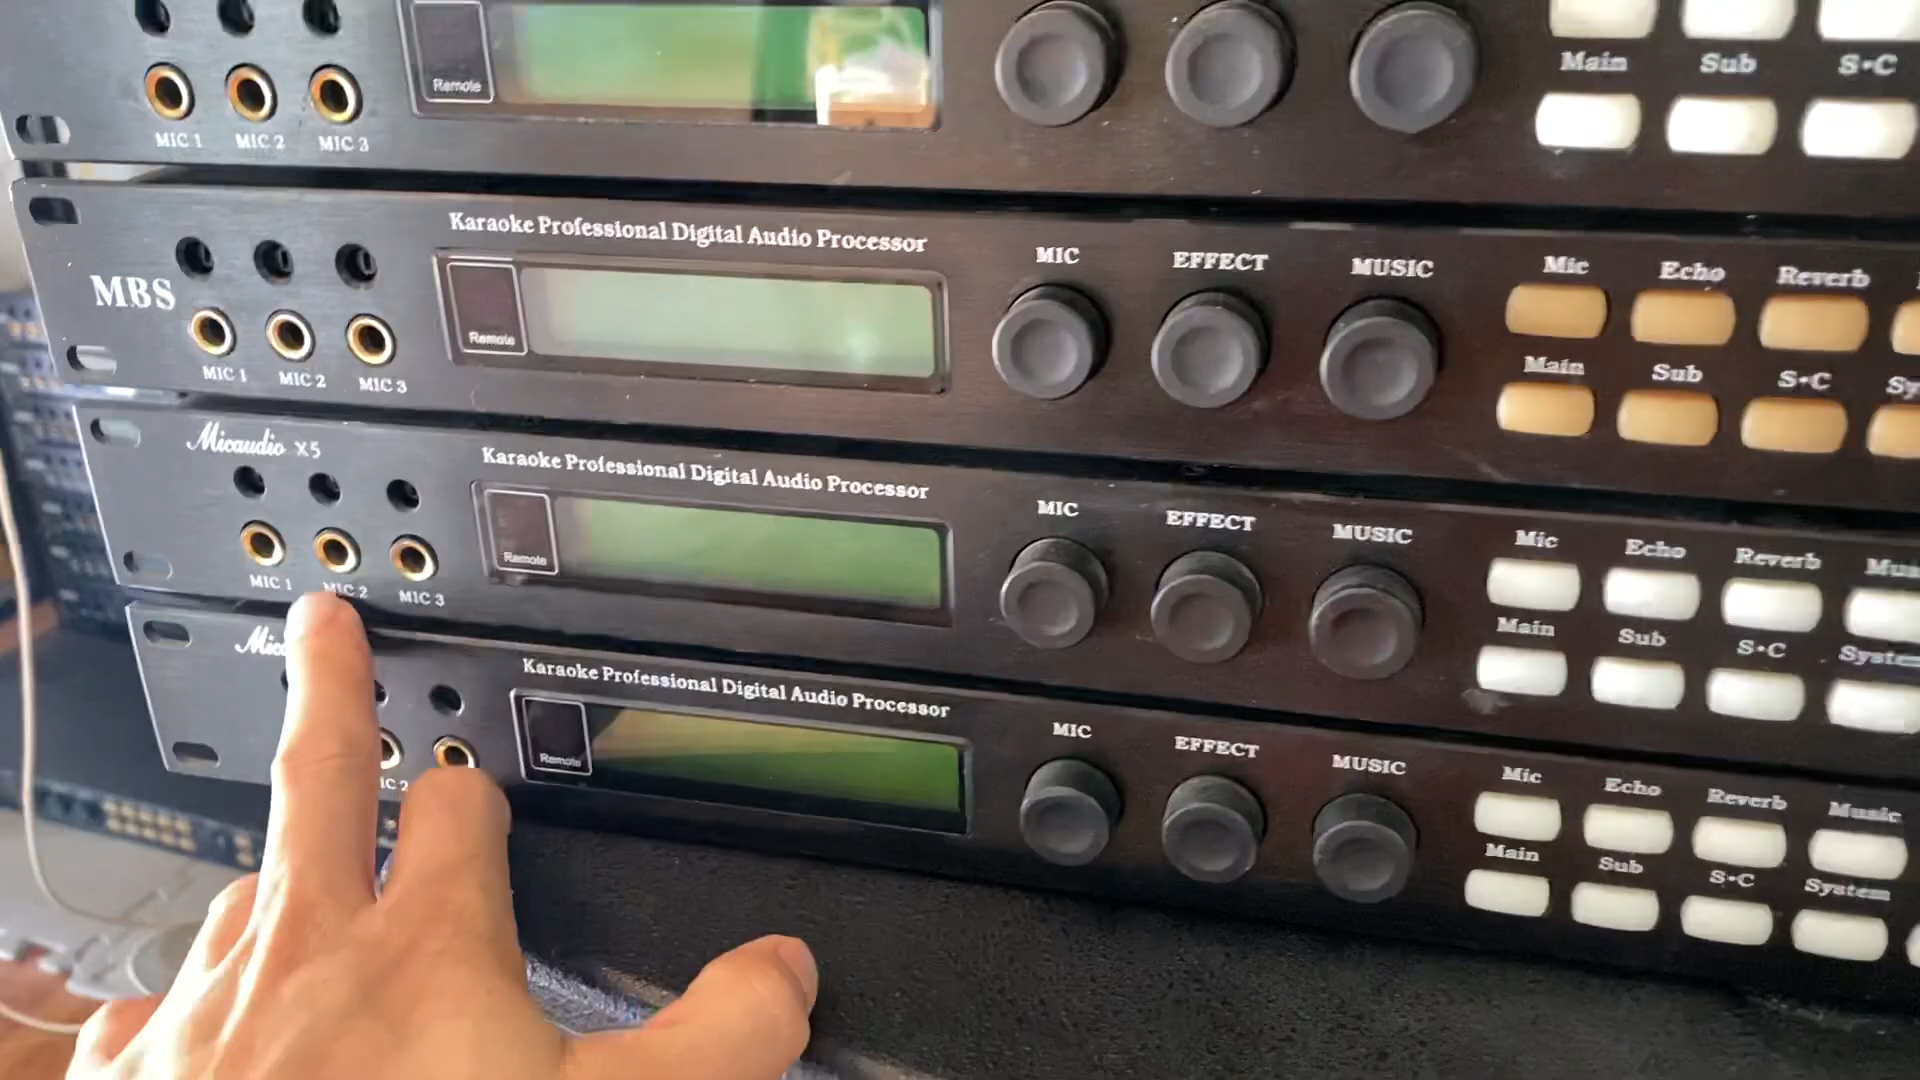 Remote
MIC 1 MIC 2 MIC 3
Main Sub S•C
Karaoke Professional Digital Audio Processor
MBS
Remote
MIC 1 MIC 2 MIC 3
MIC EFFECT MUSIC
Mic Echo Reverb
Main Sub S•C
Micaudio X5
Karaoke Professional Digital Audio Processor
Remote
MIC 1 MIC 2 MIC 3
MIC EFFECT MUSIC
Mic Echo Reverb
Main Sub S•C System
Karaoke Professional Digital Audio Processor
Remote
MIC EFFECT MUSIC
Mic Echo Reverb Music
Main Sub S•C System